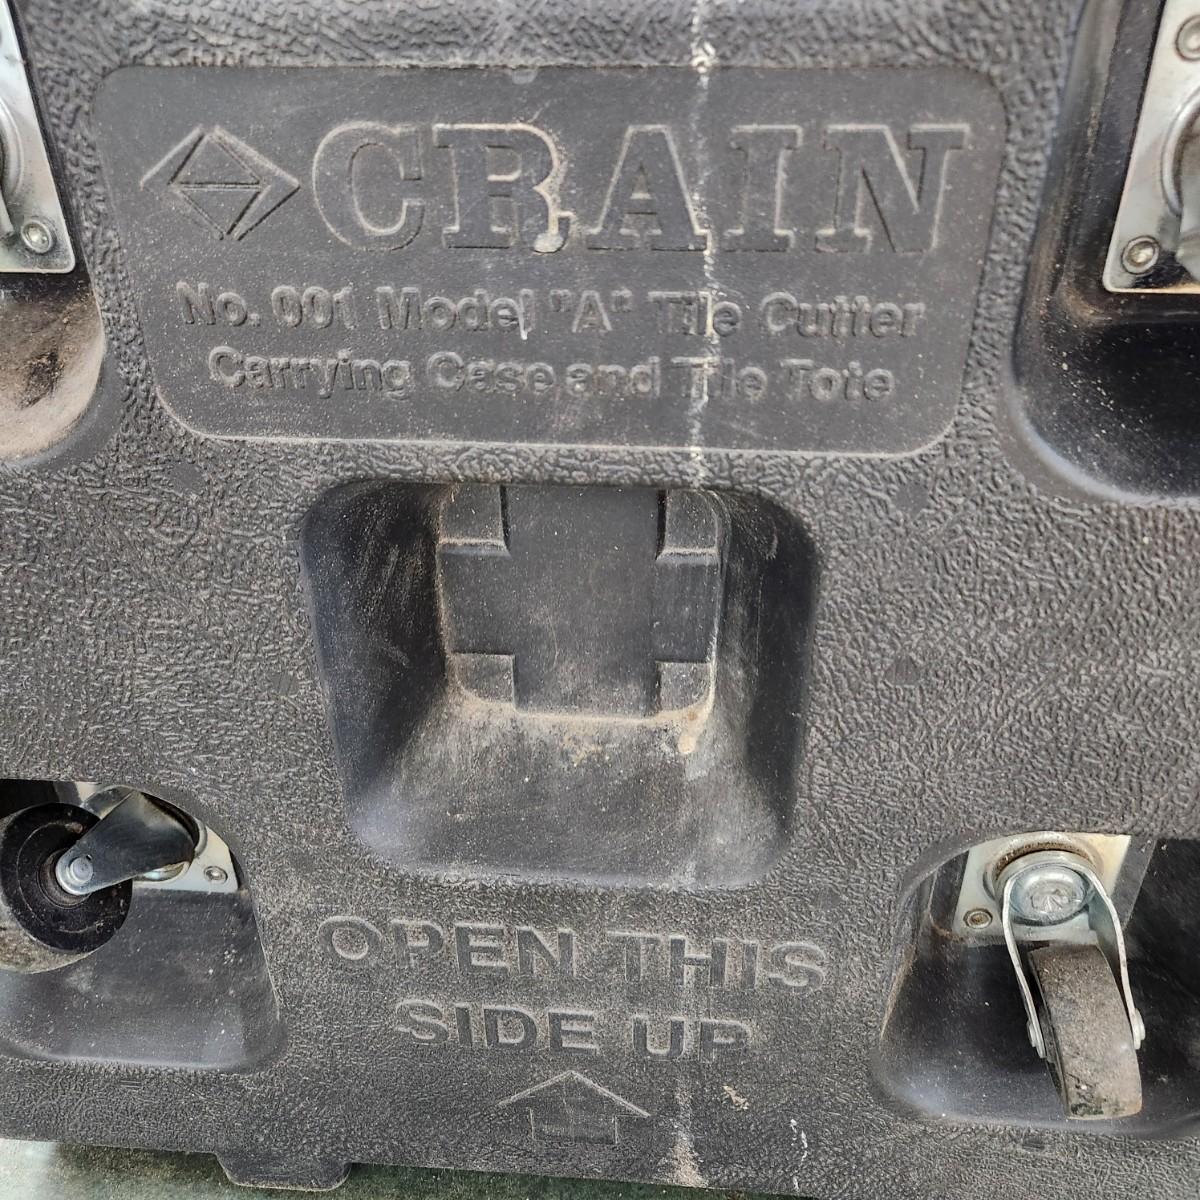 CRAIN
No. 001 Model "A" Tile Cutter
Carrying Case and Tile Tote
OPEN THIS
SIDE UP